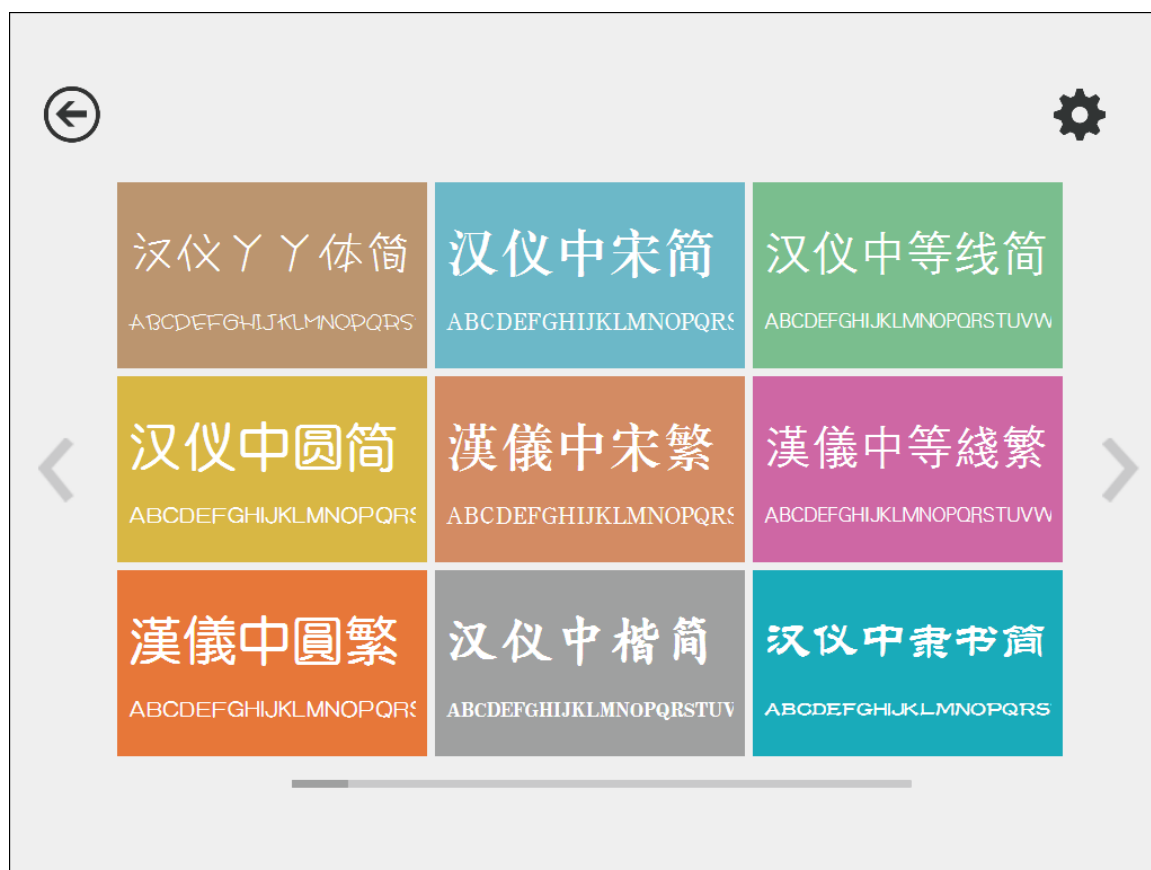 汉仪丫丫体简
ABCDEFGHIJKLMNOPQRS
汉仪中宋简
ABCDEFGHIJKLMNOPQRS
汉仪中等线简
ABCDEFGHIJKLMNOPQRSTUVW
汉仪中圆简
ABCDEFGHIJKLMNOPQRS
漢儀中宋繁
ABCDEFGHIJKLMNOPQRS
漢儀中等綫繁
ABCDEFGHIJKLMNOPQRSTUVW
漢儀中圓繁
ABCDEFGHIJKLMNOPQRS
汉仪中楷简
ABCDEFGHIJKLMNOPQRSTUV
汉仪中隶书简
ABCDEFGHIJKLMNOPQRS